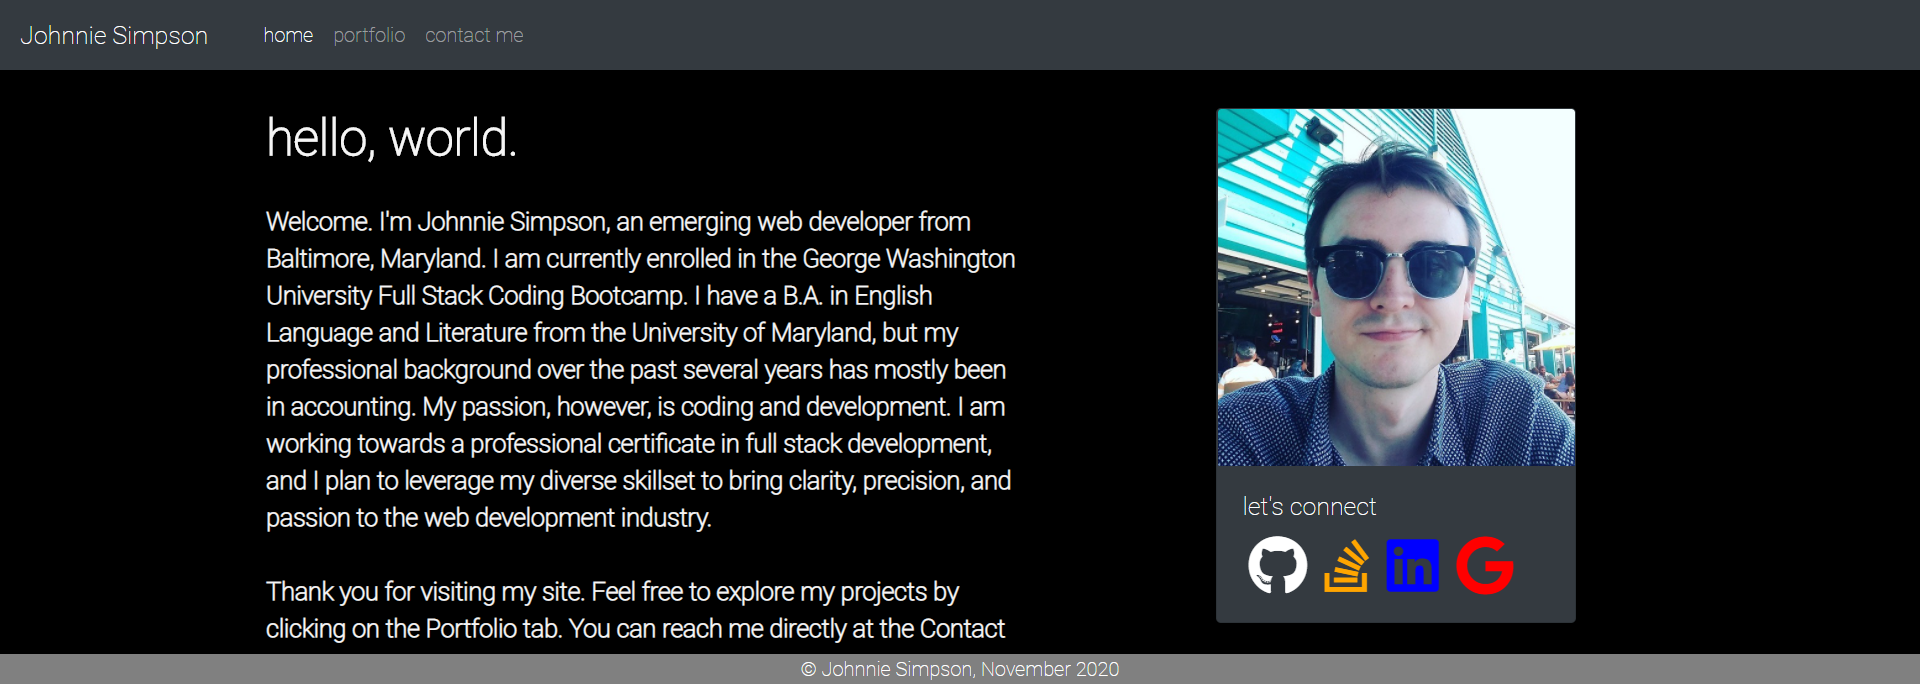 Johnnie Simpson home portfolio contact me
hello, world.
Welcome. I'm Johnnie Simpson, an emerging web developer from
Baltimore, Maryland. I am currently enrolled in the George Washington
University Full Stack Coding Bootcamp. I have a B.A. in English
Language and Literature from the University of Maryland, but my
professional background over the past several years has mostly been
in accounting. My passion, however, is coding and development. I am
working towards a professional certificate in full stack development,
and I plan to leverage my diverse skillset to bring clarity, precision, and
passion to the web development industry.
Thank you for visiting my site. Feel free to explore my projects by
clicking on the Portfolio tab. You can reach me directly at the Contact
let's connect
in G
© Johnnie Simpson, November 2020